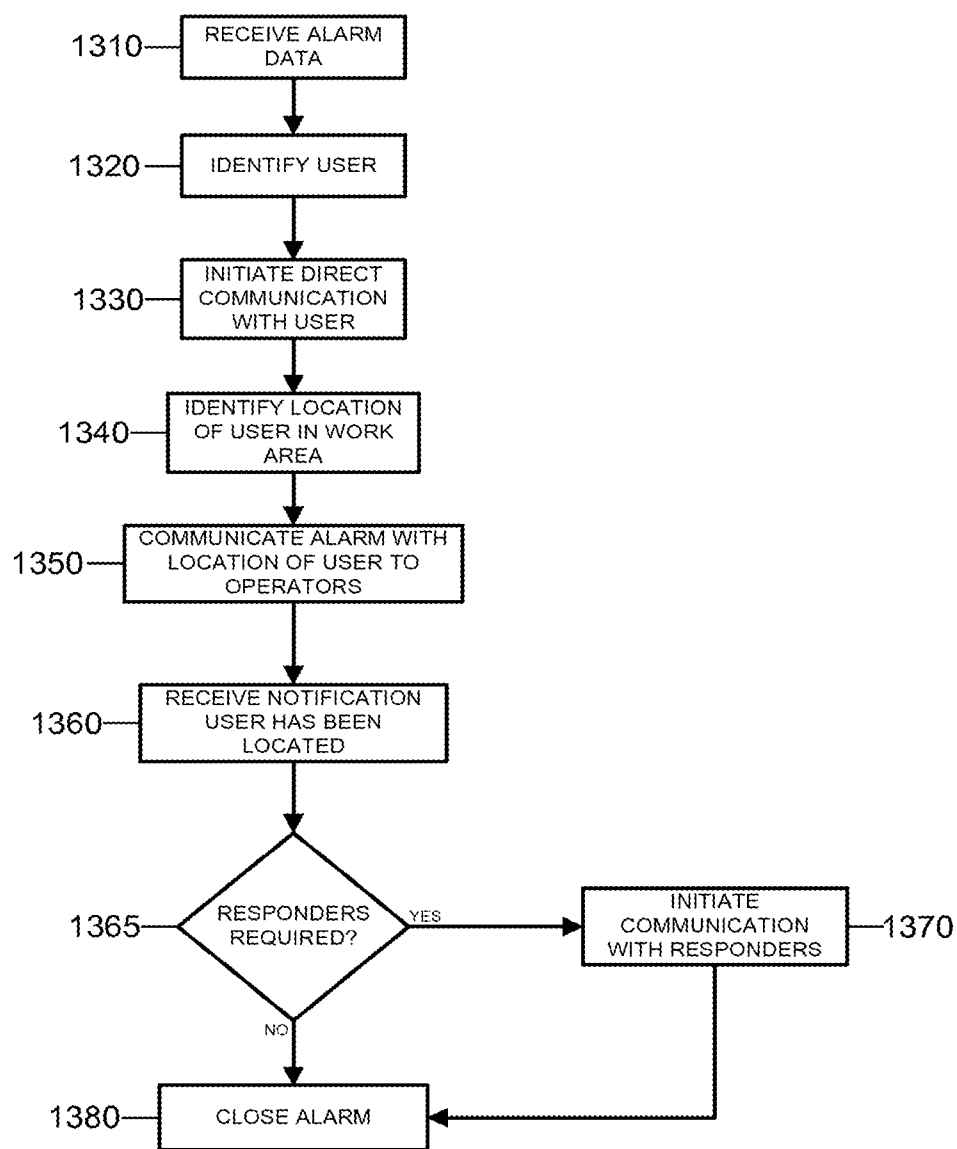 1310
RECEIVE ALARM
DATA
1320
IDENTIFY USER
1330
INITIATE DIRECT
COMMUNICATION
WITH USER
1340
IDENTIFY LOCATION
OF USER IN WORK
AREA
1350
COMMUNICATE ALARM WITH
LOCATION OF USER TO
OPERATORS
1360
RECEIVE NOTIFICATION
USER HAS BEEN
LOCATED
1365
RESPONDERS
REQUIRED?
YES
INITIATE
COMMUNICATION
WITH RESPONDERS
1370
NO
1380
CLOSE ALARM